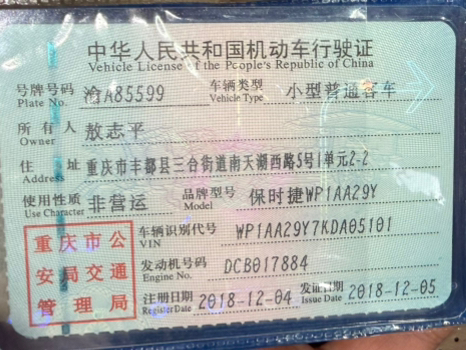 中华人民共和国机动车行驶证
Vehicle License of the People's Republic of China
号牌号码 渝A85599 车辆类型 小型普通客车
Plate No. Vehicle Type
所有人 敖志平
Owner
住址 重庆市丰都县三合街道南天湖西路5号1单元2-2
Address
使用性质 非营运 品牌型号 保时捷WP1AA29Y
Use Character Model
车辆识别代号 WP1AA29Y7KDA05101
VIN
发动机号码 DCB017884
Engine No.
注册日期 2018-12-04 发证日期 2018-12-05
Register Date Issue Date
重庆市公
安局交通
管理局